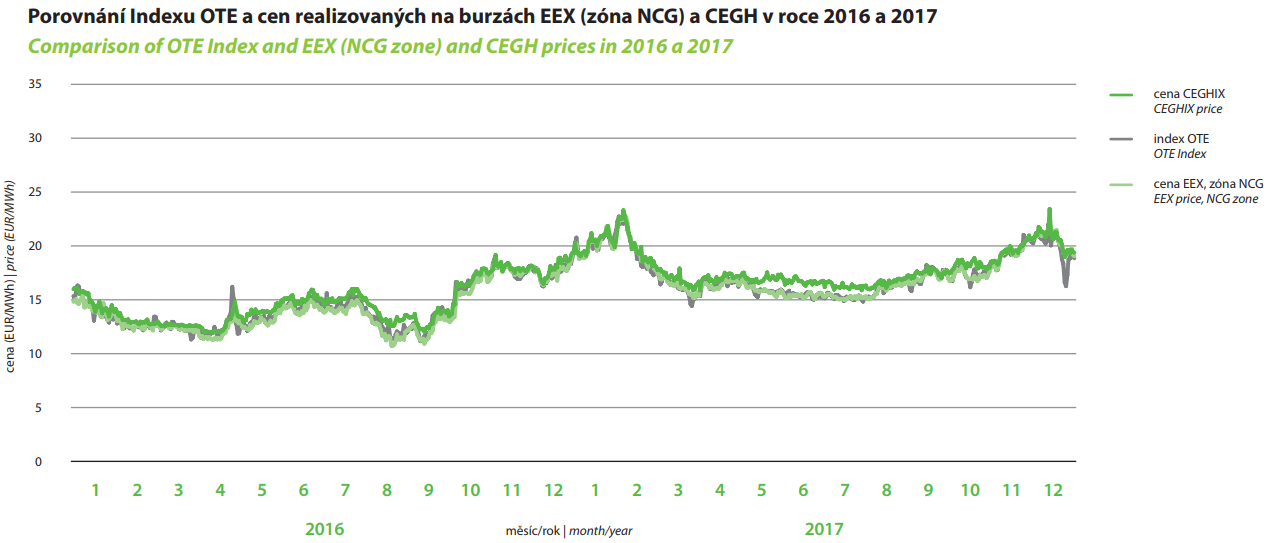 Porovnání Indexu OTE a cen realizovaných na burzách EEX (zóna NCG) a CEGH v roce 2016 a 2017
Comparison of OTE Index and EEX (NCG zone) and CEGH prices in 2016 a 2017
cena (EUR/MWh) | price (EUR/MWh)
35
30
25
20
15
10
5
0
1 2 3 4 5 6 7 8 9 10 11 12 1 2 3 4 5 6 7 8 9 10 11 12
2016 měsíc/rok | month/year 2017
cena CEGHIX
CEGHIX price
index OTE
OTE Index
cena EEX, zóna NCG
EEX price, NCG zone